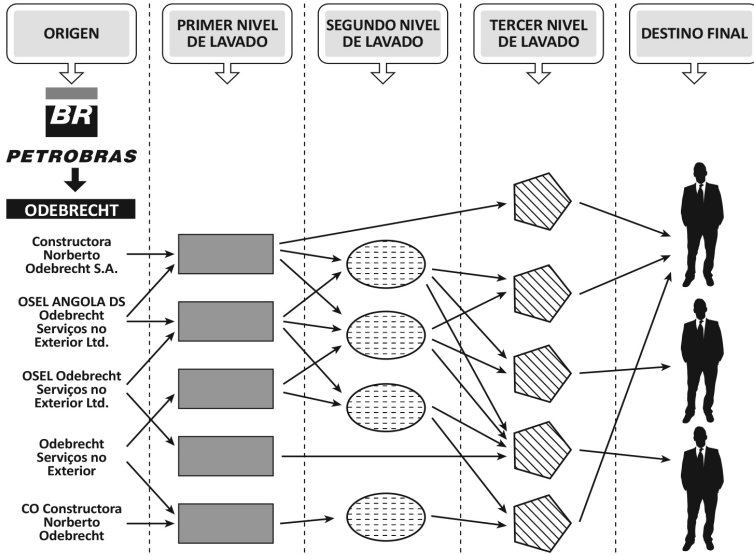 ORIGEN
PRIMER NIVEL
DE LAVADO
SEGUNDO NIVEL
DE LAVADO
TERCER NIVEL
DE LAVADO
DESTINO FINAL
BR
PETROBRAS
ODEBRECHT
Constructora
Norberto
Odebrecht S.A.
OSEL ANGOLA DS
Odebrecht
Serviços no
Exterior Ltd.
OSEL Odebrecht
Serviços no
Exterior Ltd.
Odebrecht
Serviços no
Exterior
CO Constructora
Norberto
Odebrecht